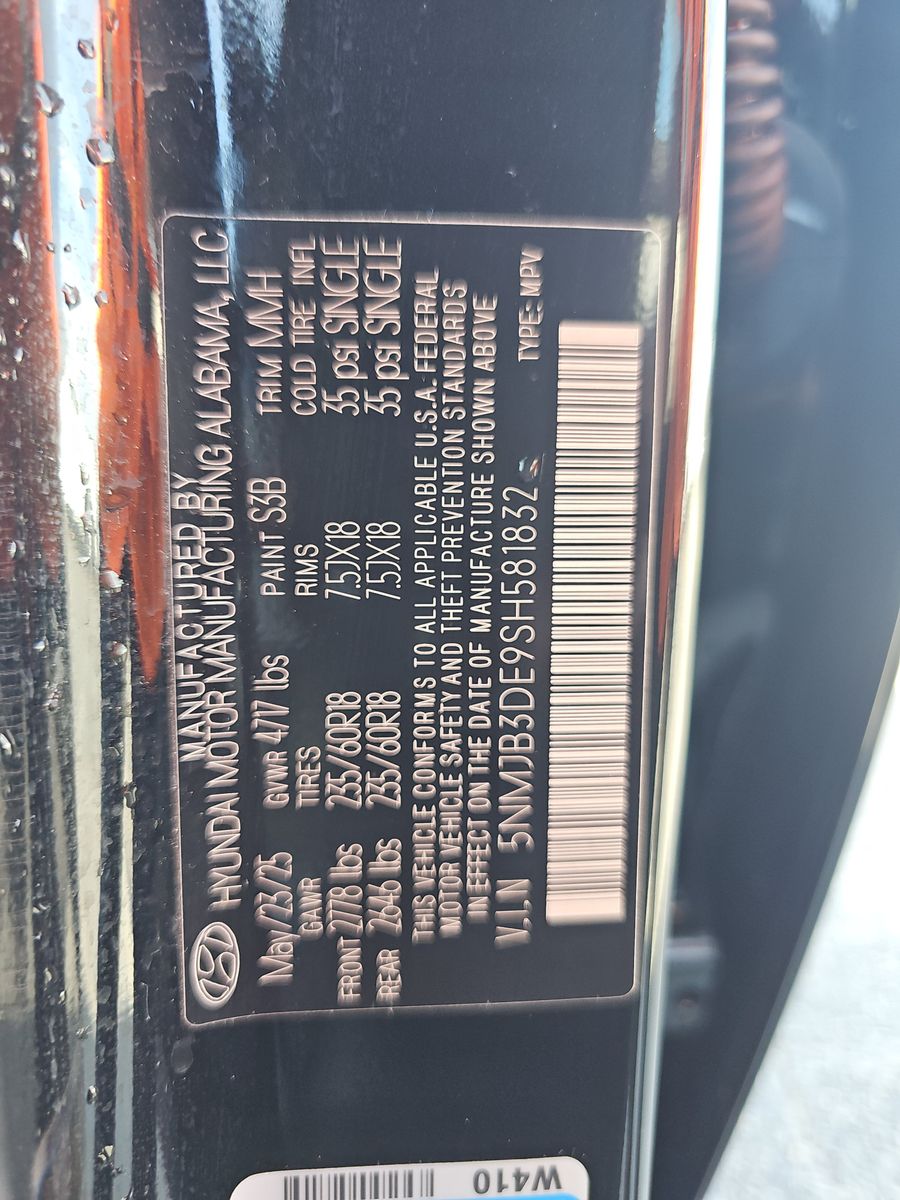 MANUFACTURED BY
HYUNDAI MOTOR MANUFACTURING ALABAMA, LLC
May/23/25 GVWR 4717 lbs PAINT S3B TRIM MMH
GAWR TIRES RIMS COLD TIRE INFL
FRONT 2778 lbs 235/60R18 7.5JX18 35 psi SINGLE
REAR 2646 lbs 235/60R18 7.5JX18 35 psi SINGLE
THIS VEHICLE CONFORMS TO ALL APPLICABLE U.S.A. FEDERAL
MOTOR VEHICLE SAFETY AND THEFT PREVENTION STANDARDS
IN EFFECT ON THE DATE OF MANUFACTURE SHOWN ABOVE
V.I.N 5NMJB3DE9SH581832 TYPE: MPV
W410